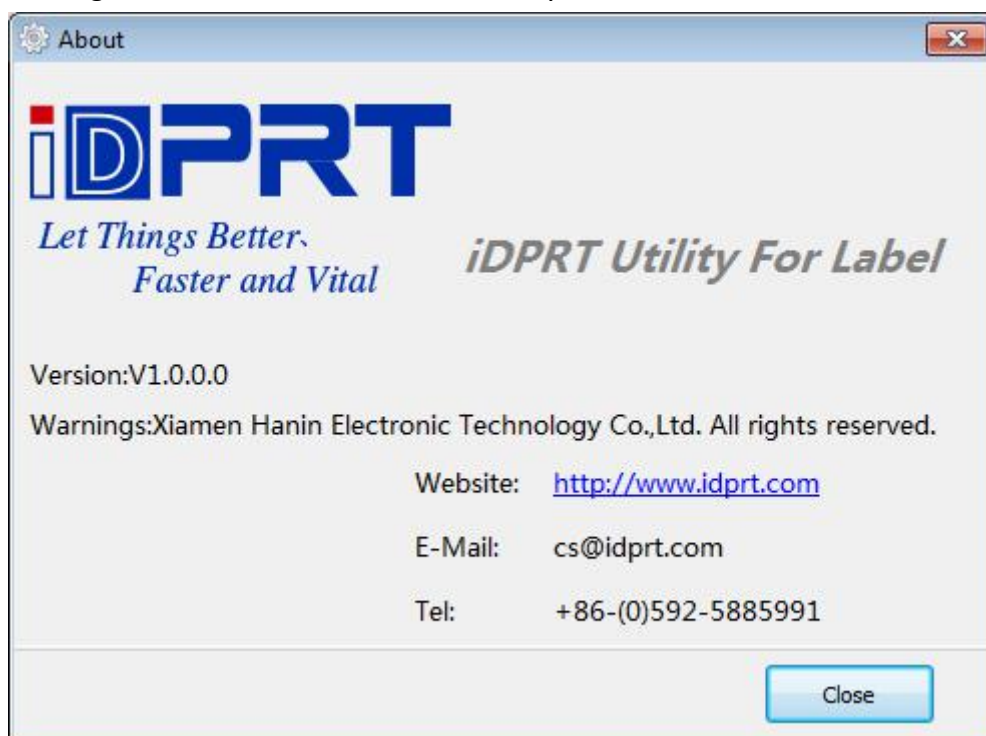 About
iDPRT
Let Things Better、
Faster and Vital
iDPRT Utility For Label
Version:V1.0.0.0
Warnings:Xiamen Hanin Electronic Technology Co.,Ltd. All rights reserved.
Website: http://www.idprt.com
E-Mail: cs@idprt.com
Tel: +86-(0)592-5885991
Close